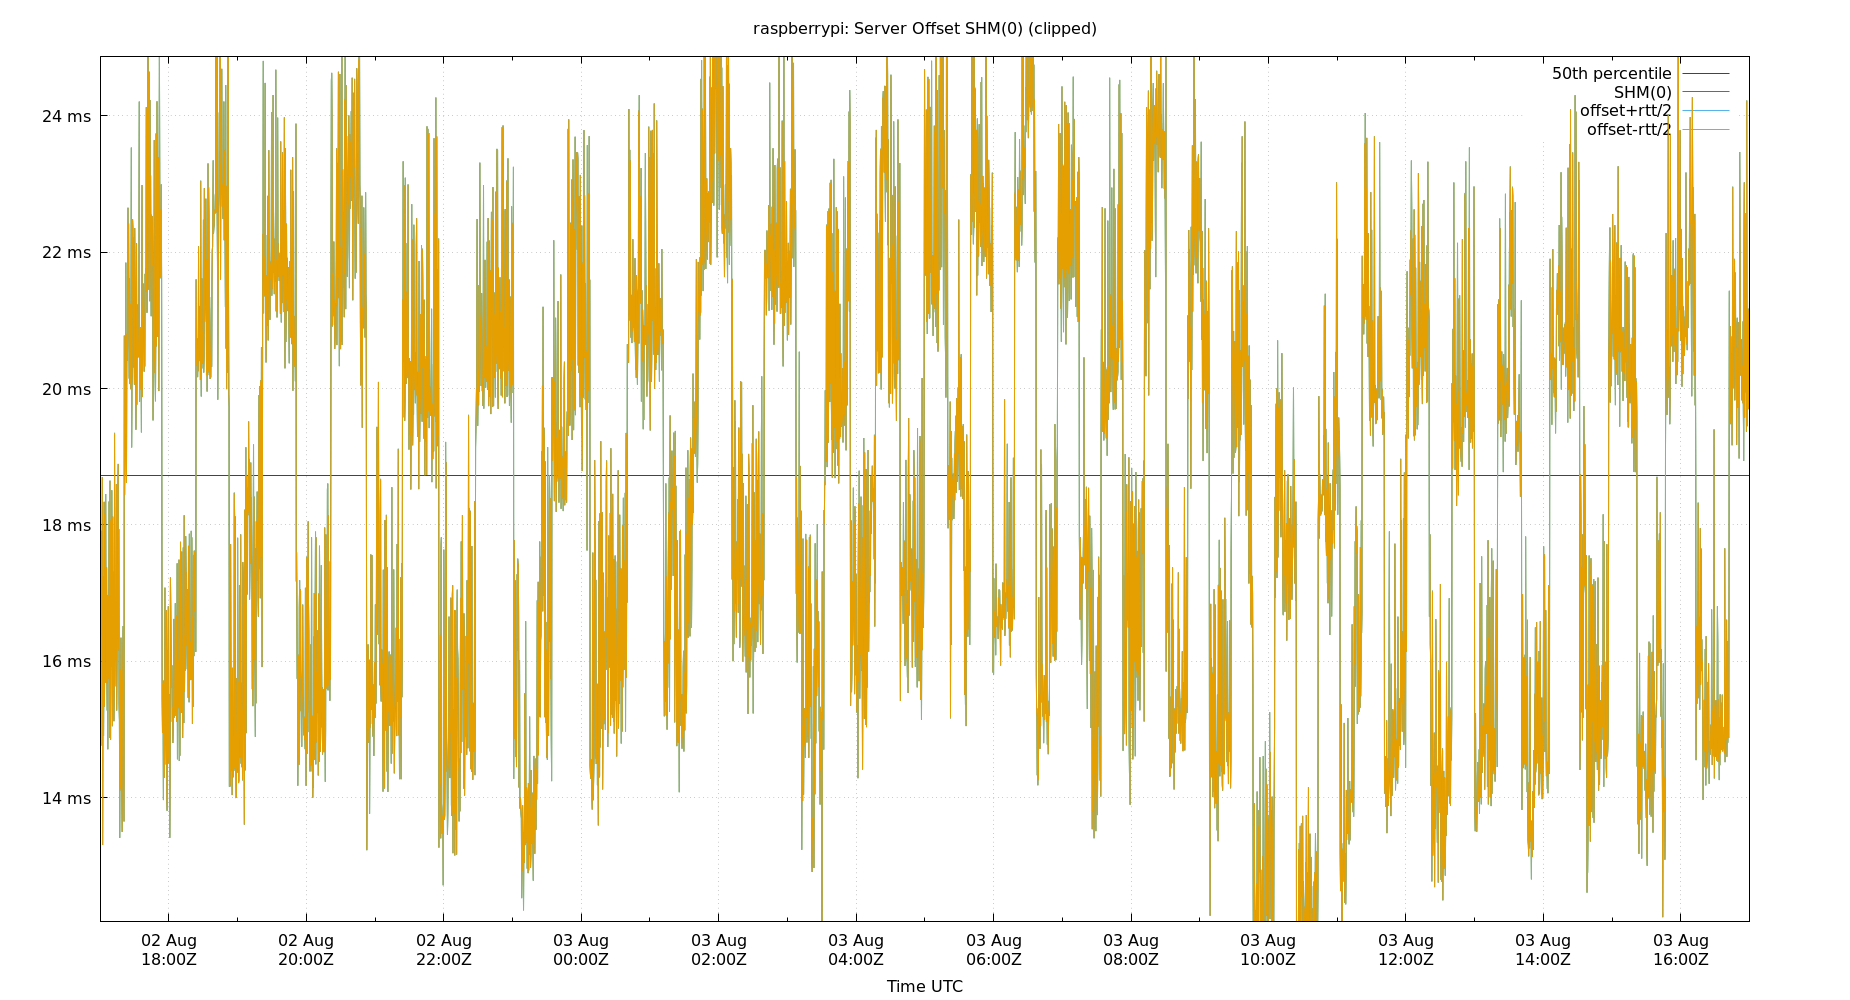 raspberrypi: Server Offset SHM(0) (clipped)
50th percentile
SHM(0)
offset+rtt/2
offset-rtt/2
24 ms
22 ms
20 ms
18 ms
16 ms
14 ms
02 Aug 02 Aug 02 Aug 03 Aug 03 Aug 03 Aug 03 Aug 03 Aug 03 Aug 03 Aug 03 Aug 03 Aug
18:00Z 20:00Z 22:00Z 00:00Z 02:00Z 04:00Z 06:00Z 08:00Z 10:00Z 12:00Z 14:00Z 16:00Z
Time UTC